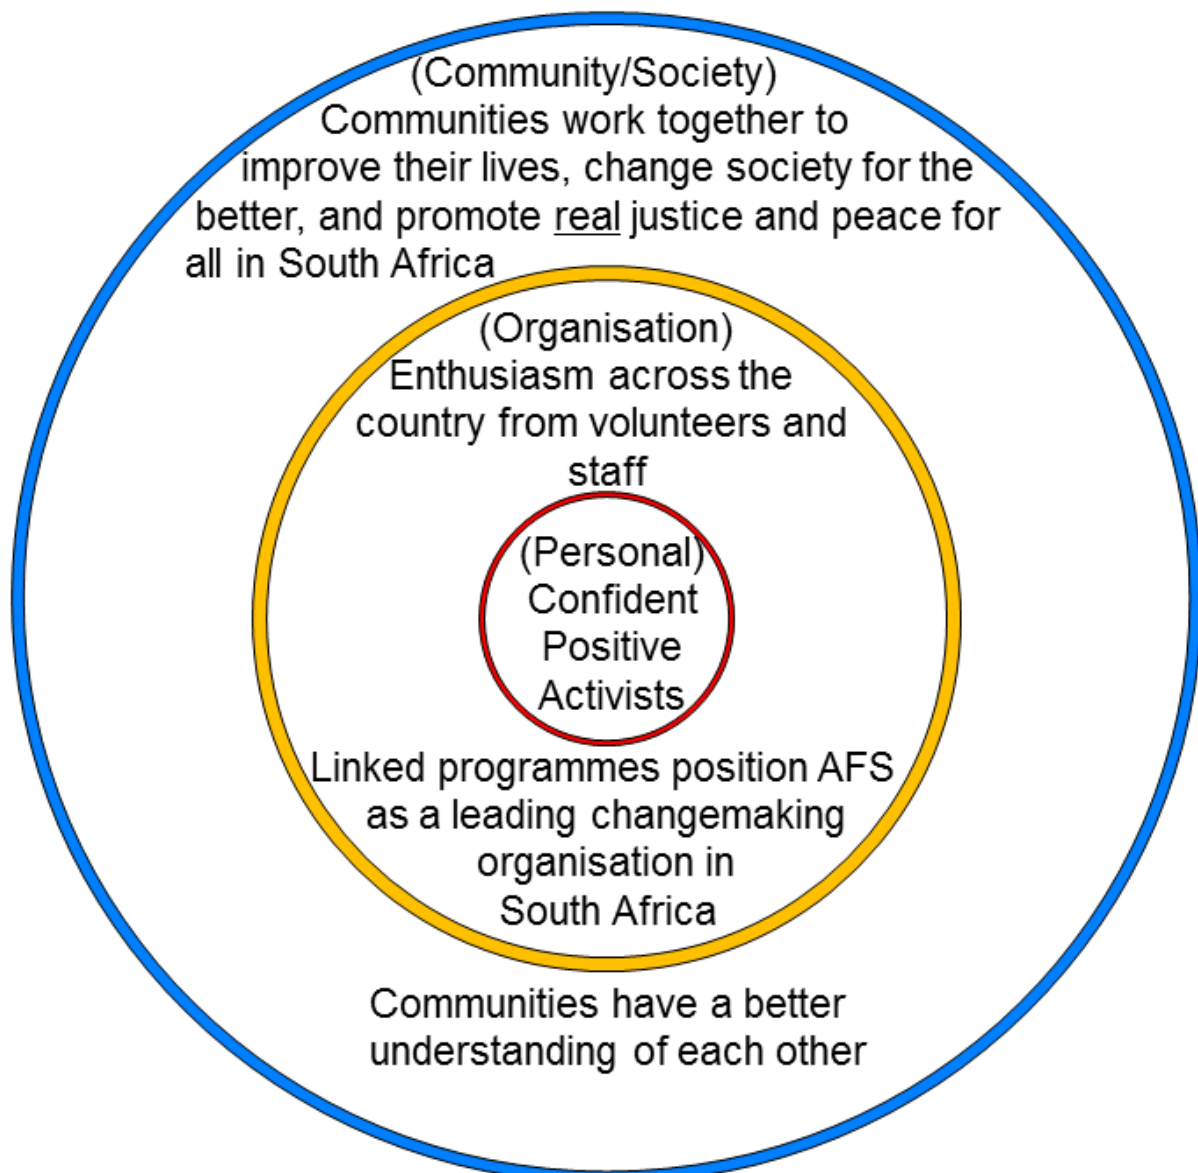 (Community/Society)
Communities work together to
improve their lives, change society for the
better, and promote real justice and peace for
all in South Africa
(Organisation)
Enthusiasm across the
country from volunteers and
staff
(Personal)
Confident
Positive
Activists
Linked programmes position AFS
as a leading changemaking
organisation in
South Africa
Communities have a better
understanding of each other